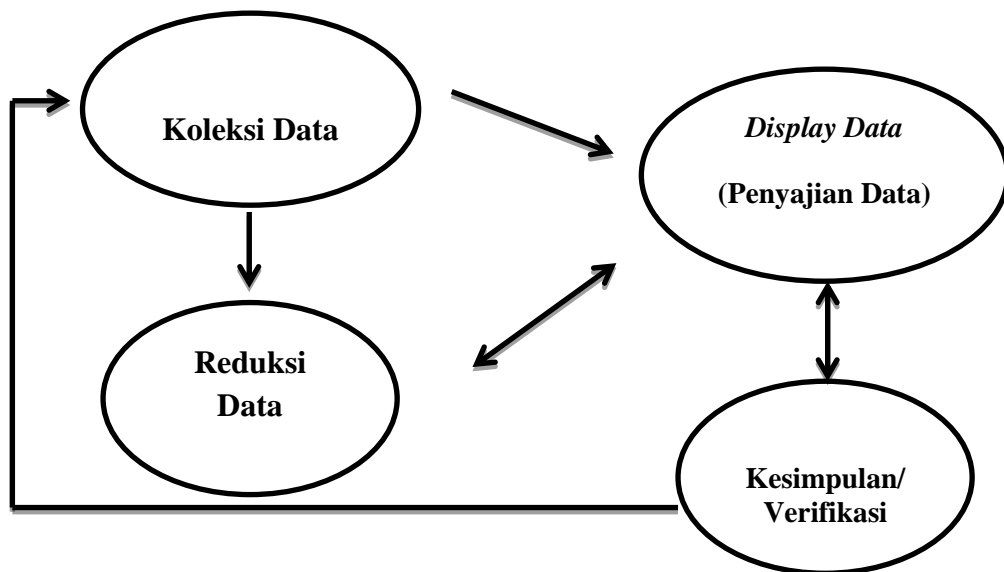 Koleksi Data
Display Data
(Penyajian Data)
Reduksi
Data
Kesimpulan/
Verifikasi